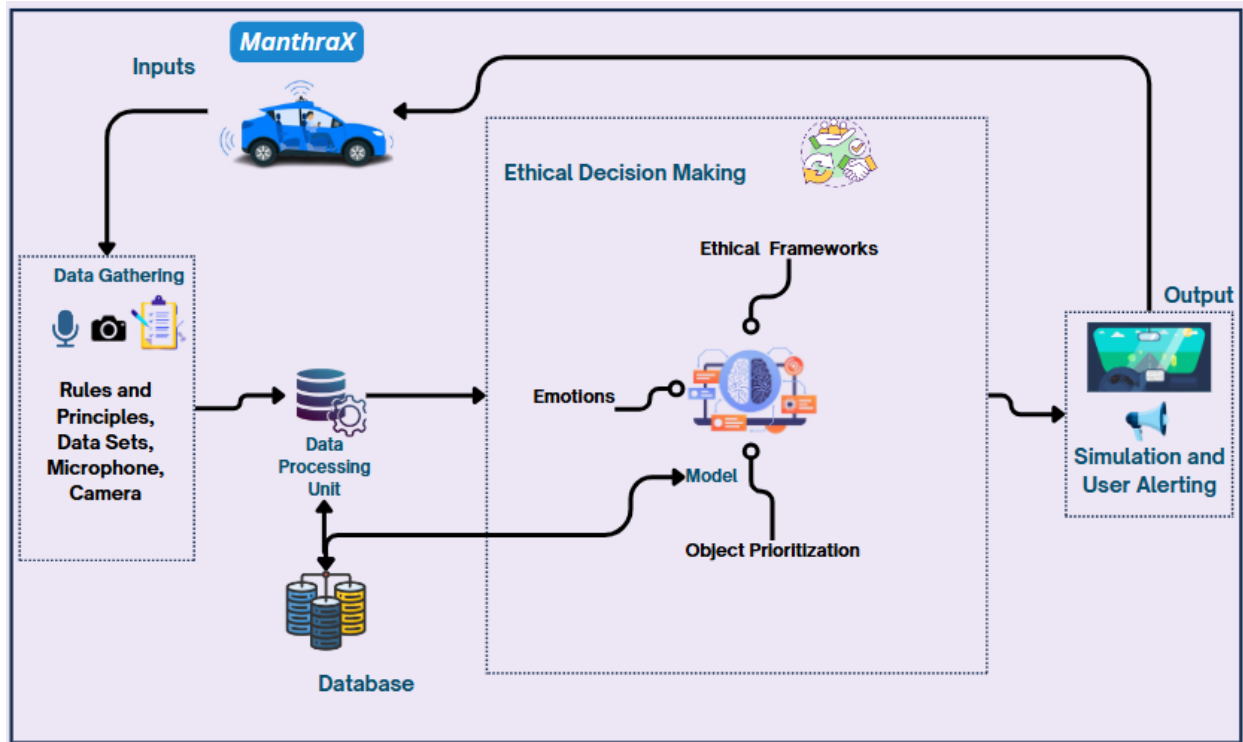 ManthraX
Inputs
Ethical Decision Making
Data Gathering
Ethical Frameworks
Output
Rules and
Principles,
Data Sets,
Microphone,
Camera
Emotions
Data
Processing
Unit
Model
Simulation and
User Alerting
Object Prioritization
Database